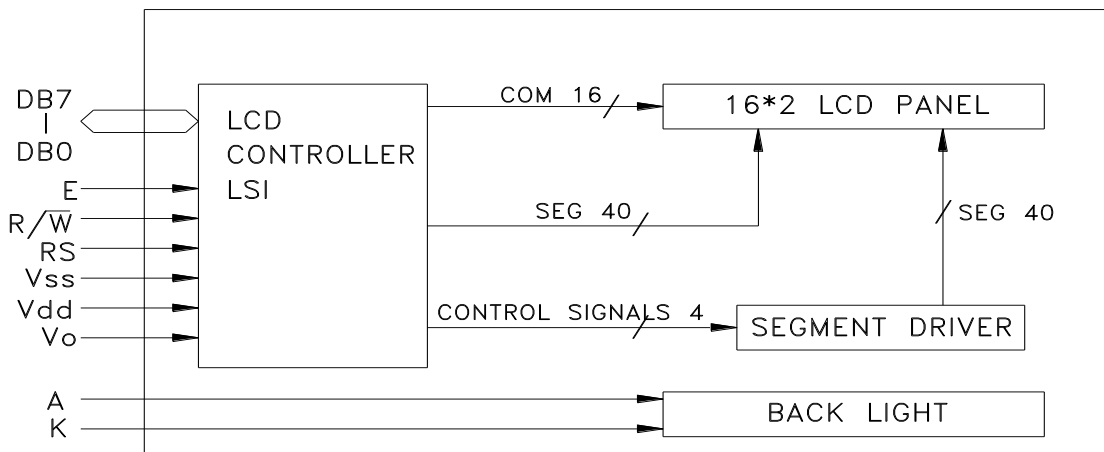 DB7
DB0
E
R/W̅
RS
Vss
Vdd
Vo
A
K
LCD
CONTROLLER
LSI
COM 16
SEG 40
CONTROL SIGNALS 4
16*2 LCD PANEL
SEG 40
SEGMENT DRIVER
BACK LIGHT